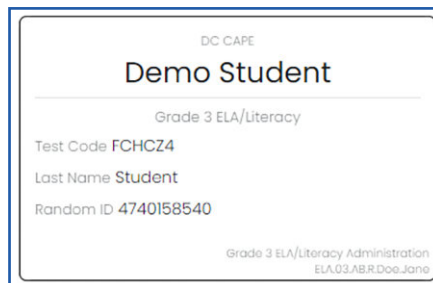 DC CAPE
Demo Student
Grade 3 ELA/Literacy
Test Code FCHCZ4
Last Name Student
Random ID 4740158540
Grade 3 ELA/Literacy Administration
ELA.03.AB.R.Doe.Jane